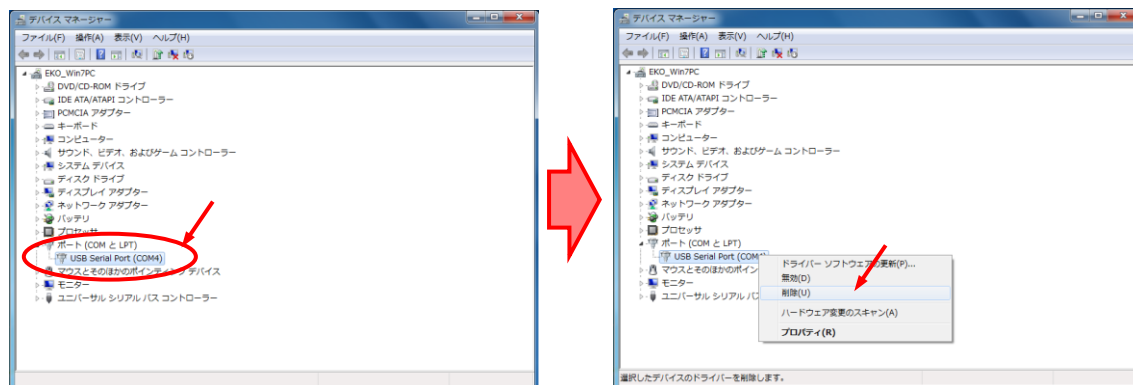 デバイス マネージャー
ファイル(F) 操作(A) 表示(V) ヘルプ(H)
EKO_Win7PC
DVD/CD-ROM ドライブ
IDE ATA/ATAPI コントローラー
PCMCIA アダプター
キーボード
コンピューター
サウンド、ビデオ、およびゲーム コントローラー
システム デバイス
ディスク ドライブ
ディスプレイ アダプター
ネットワーク アダプター
バッテリ
プロセッサ
ポート (COM と LPT)
USB Serial Port (COM4)
マウスとそのほかのポインティング デバイス
モニター
ユニバーサル シリアル バス コントローラー
デバイス マネージャー
ファイル(F) 操作(A) 表示(V) ヘルプ(H)
EKO_Win7PC
DVD/CD-ROM ドライブ
IDE ATA/ATAPI コントローラー
PCMCIA アダプター
キーボード
コンピューター
サウンド、ビデオ、およびゲーム コントローラー
システム デバイス
ディスク ドライブ
ディスプレイ アダプター
ネットワーク アダプター
バッテリ
プロセッサ
ポート (COM と LPT)
USB Serial Port (COM4)
マウスとそのほかのポイン
モニター
ユニバーサル シリアル バス
ドライバー ソフトウェアの更新(P)...
無効(D)
削除(U)
ハードウェア変更のスキャン(A)
プロパティ(R)
選択したデバイスのドライバーを削除します。